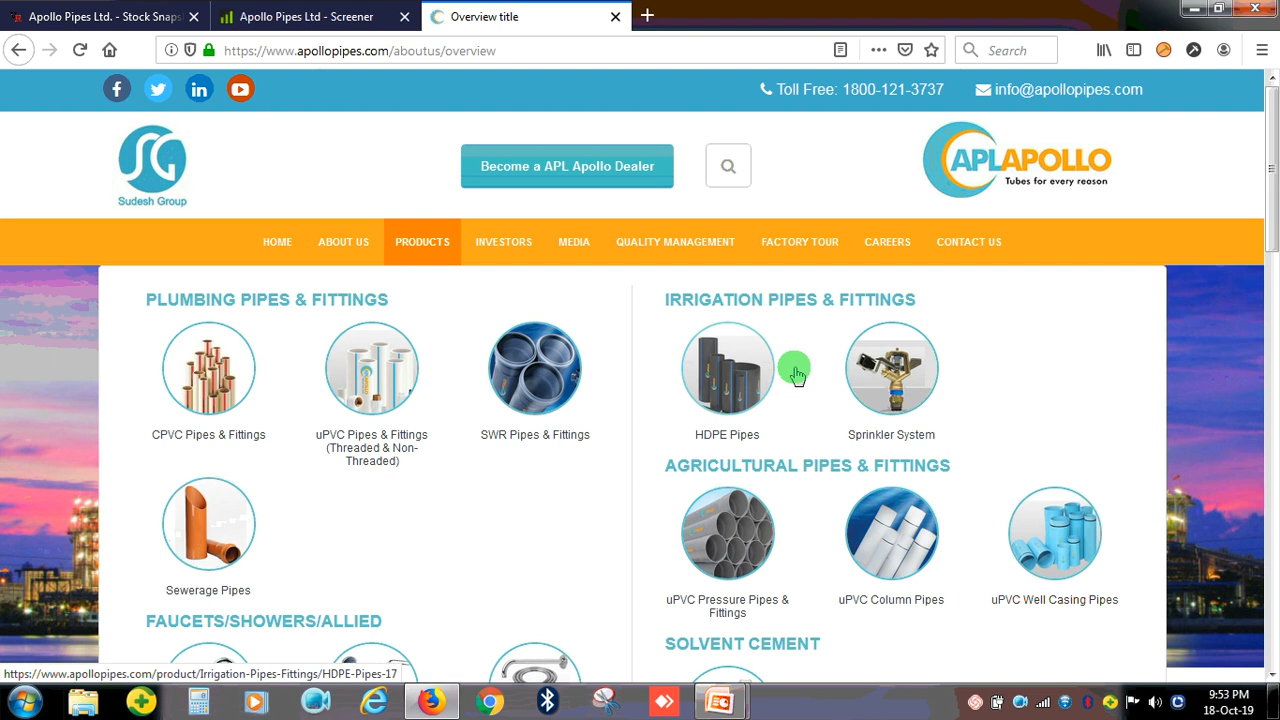 Apollo Pipes Ltd. - Stock Snaps
Apollo Pipes Ltd - Screener
Overview title
https://www.apollopipes.com/aboutus/overview
Search
Toll Free: 1800-121-3737
info@apollopipes.com
SG
Sudesh Group
Become a APL Apollo Dealer
APLAPOLLO
Tubes for every reason
HOME
ABOUT US
PRODUCTS
INVESTORS
MEDIA
QUALITY MANAGEMENT
FACTORY TOUR
CAREERS
CONTACT US
PLUMBING PIPES & FITTINGS
CPVC Pipes & Fittings
uPVC Pipes & Fittings
(Threaded & Non-
Threaded)
SWR Pipes & Fittings
Sewerage Pipes
FAUCETS/SHOWERS/ALLIED
IRRIGATION PIPES & FITTINGS
HDPE Pipes
Sprinkler System
AGRICULTURAL PIPES & FITTINGS
uPVC Pressure Pipes &
Fittings
uPVC Column Pipes
uPVC Well Casing Pipes
SOLVENT CEMENT
https://www.apollopipes.com/product/Irrigation-Pipes-Fittings/HDPE-Pipes-17
9:53 PM
18-Oct-19